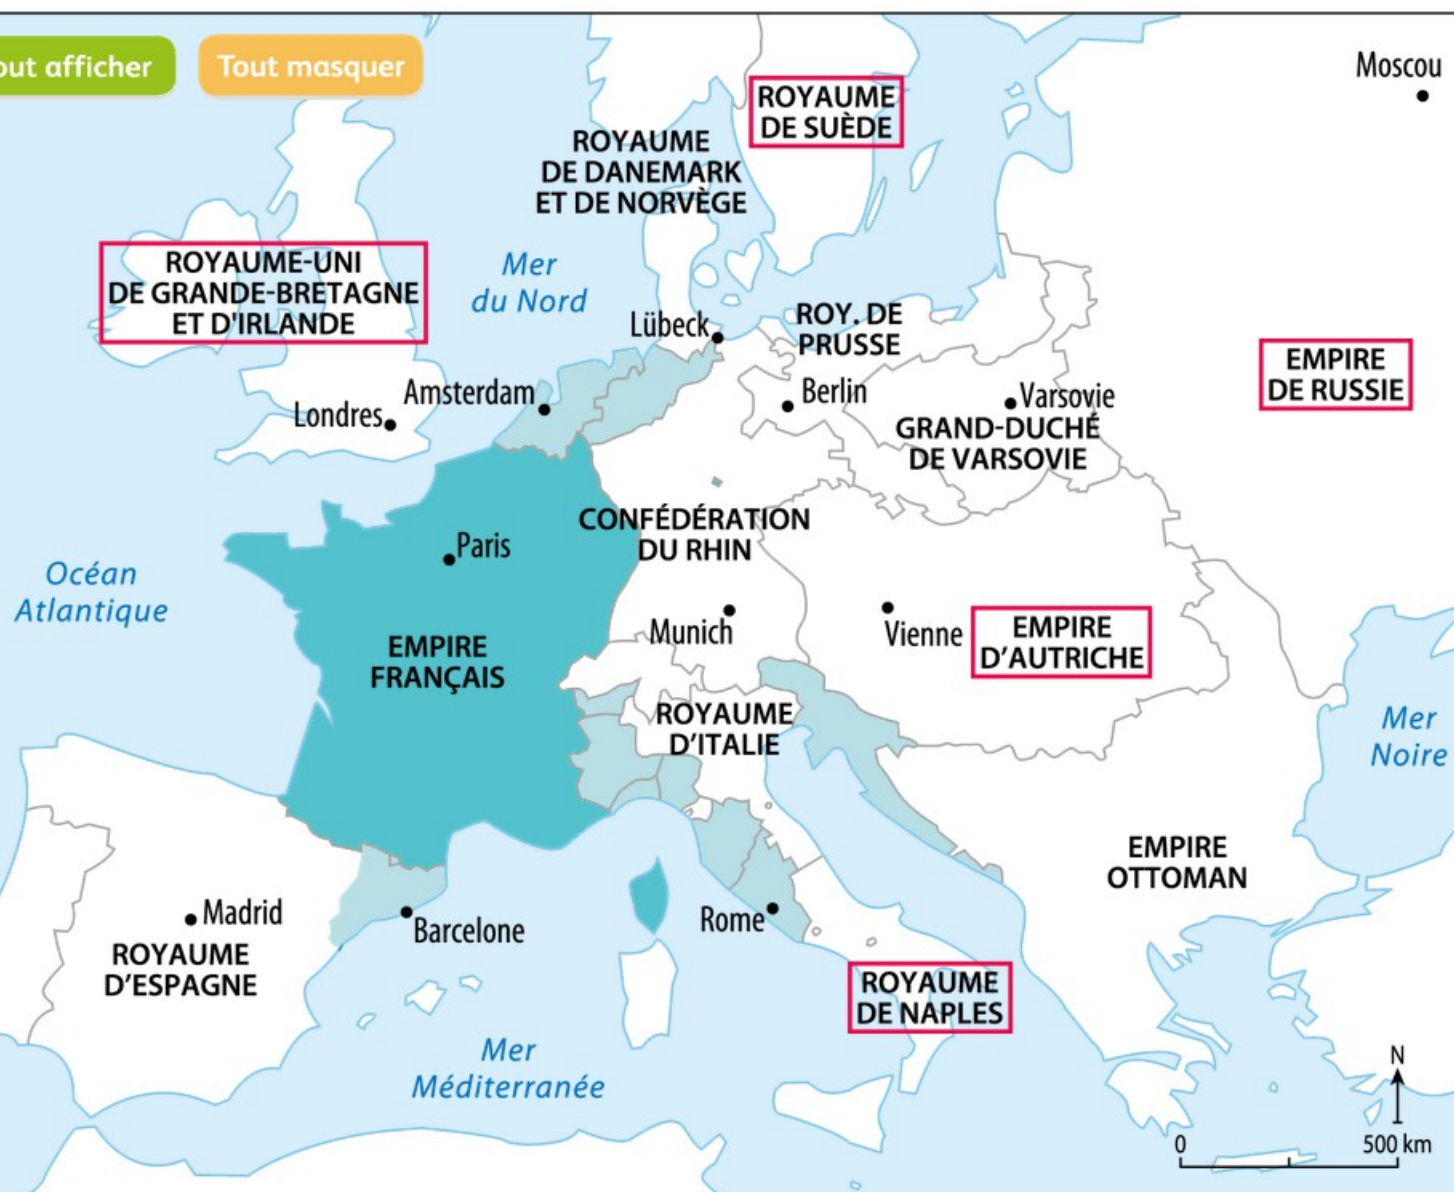 out afficher
Tout masquer
Moscou
ROYAUME
DE SUÈDE
ROYAUME
DE DANEMARK
ET DE NORVÈGE
ROYAUME-UNI
DE GRANDE-BRETAGNE
ET D'IRLANDE
Mer
du Nord
Lübeck
ROY. DE
PRUSSE
EMPIRE
DE RUSSIE
Amsterdam
Berlin
Varsovie
Londres
GRAND-DUCHÉ
DE VARSOVIE
CONFÉDÉRATION
DU RHIN
Paris
Océan
Atlantique
Munich
Vienne
EMPIRE
D’AUTRICHE
EMPIRE
FRANÇAIS
ROYAUME
D’ITALIE
Mer
Noire
EMPIRE
OTTOMAN
Madrid
Barcelone
Rome
ROYAUME
D’ESPAGNE
ROYAUME
DE NAPLES
Mer
Méditerranée
N
0
500 km